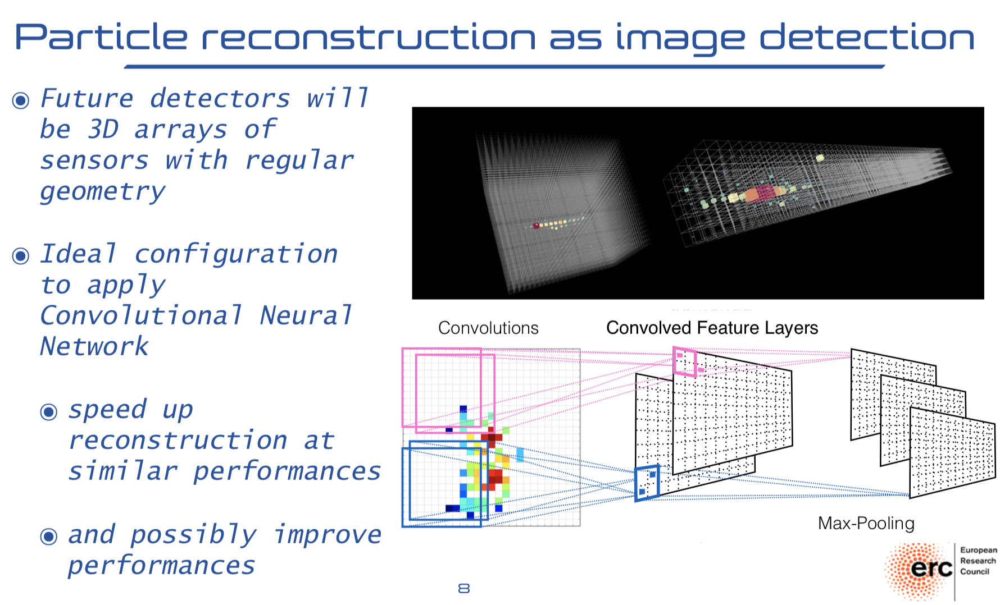 Particle reconstruction as image detection
Future detectors will
be 3D arrays of
sensors with regular
geometry
Ideal configuration
to apply
Convolutional Neural
Network
speed up
reconstruction at
similar performances
and possibly improve
performances
Convolutions
Convolved Feature Layers
Max-Pooling
erc
European
Research
Council
8